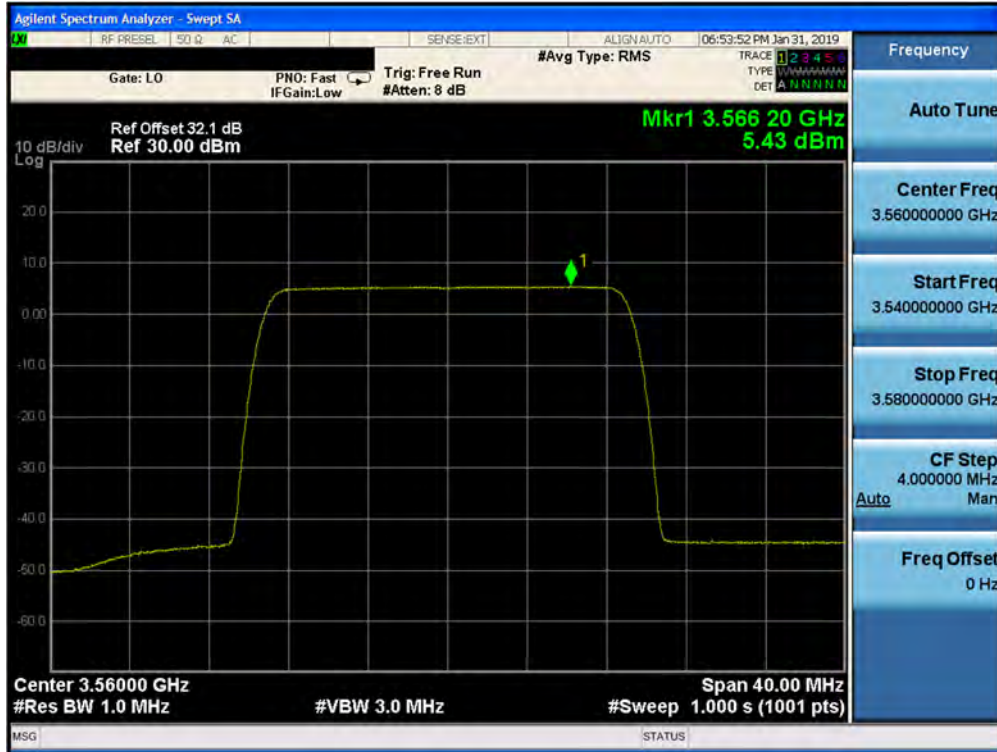 Agilent Spectrum Analyzer - Swept SA
LXI RF PRESEL 50 Ω AC SENSE:EXT ALIGN AUTO 06:53:52 PM Jan 31, 2019
Frequency
#Avg Type: RMS
TRACE 1 2 3 4 5 6
Gate: LO
PNO: Fast
Trig: Free Run
TYPE
IFGain:Low
#Atten: 8 dB
DET A N N N N N
Auto Tune
Mkr1 3.566 20 GHz
5.43 dBm
Ref Offset 32.1 dB
10 dB/div Ref 30.00 dBm
Log
Center Freq
3.560000000 GHz
20.0
10.0
1
Start Freq
3.540000000 GHz
0.00
-10.0
Stop Freq
3.580000000 GHz
-20.0
-30.0
CF Step
4.000000 MHz
Auto Man
-40.0
-50.0
Freq Offset
0 Hz
-60.0
Center 3.56000 GHz Span 40.00 MHz
#Res BW 1.0 MHz #VBW 3.0 MHz #Sweep 1.000 s (1001 pts)
MSG STATUS